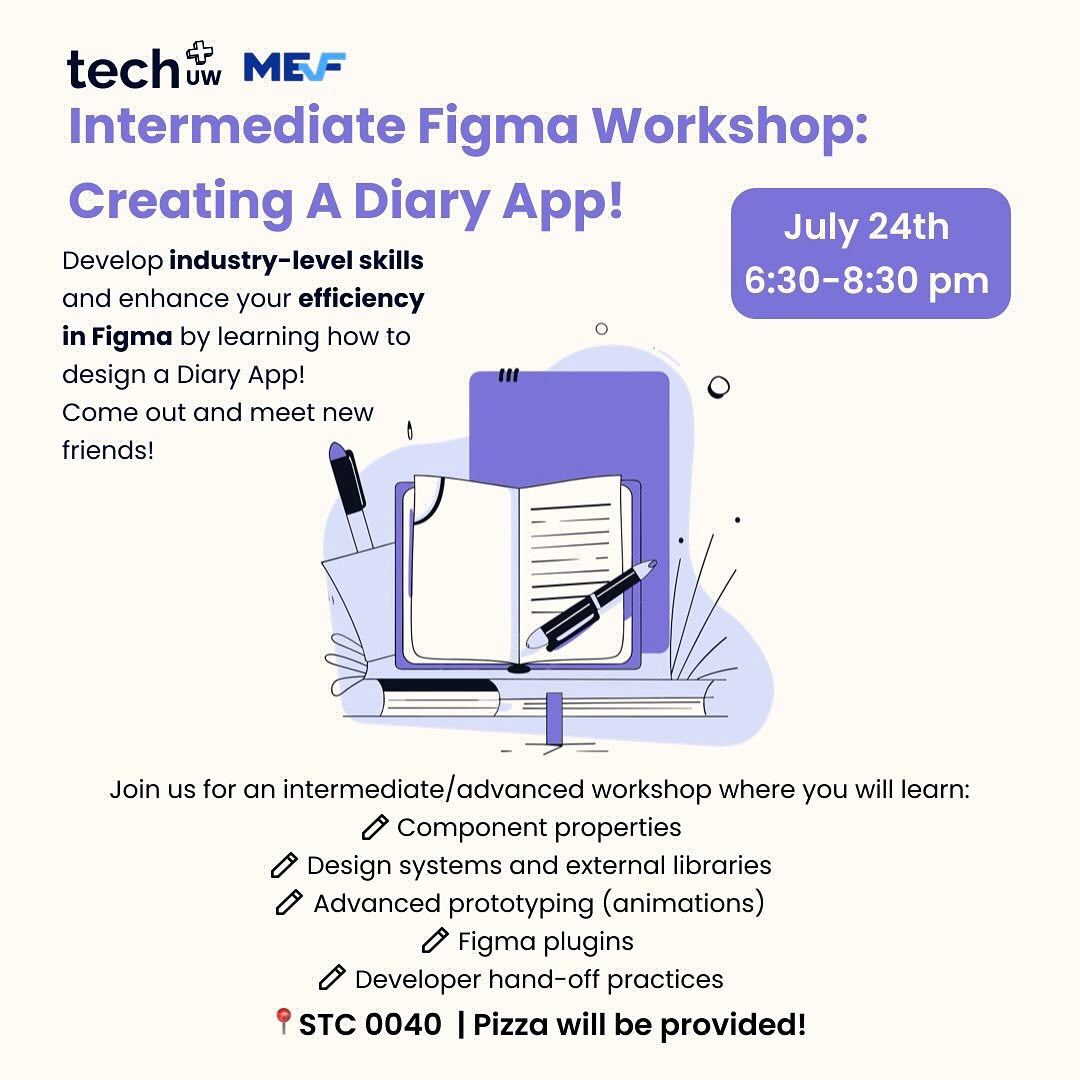 tech+ UW MEF
Intermediate Figma Workshop:
Creating A Diary App!
July 24th
6:30-8:30 pm
Develop industry-level skills
and enhance your efficiency
in Figma by learning how to
design a Diary App!
Come out and meet new
friends!
Join us for an intermediate/advanced workshop where you will learn:
Component properties
Design systems and external libraries
Advanced prototyping (animations)
Figma plugins
Developer hand-off practices
📍STC 0040 | Pizza will be provided!